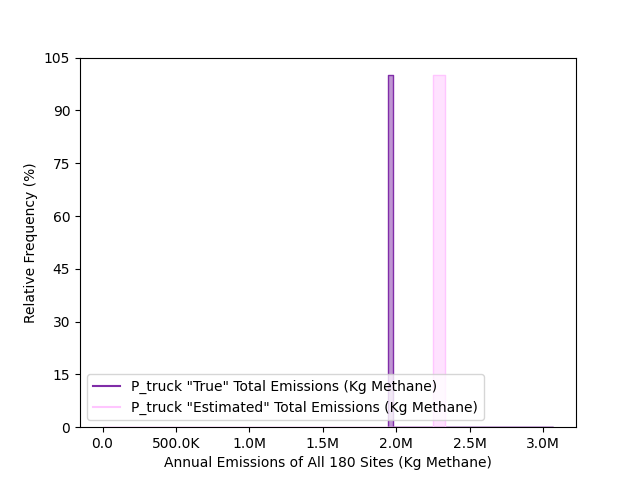 105
90
75
60
45
30
15
0
Relative Frequency (%)
P_truck "True" Total Emissions (Kg Methane)
P_truck "Estimated" Total Emissions (Kg Methane)
0.0 500.0K 1.0M 1.5M 2.0M 2.5M 3.0M
Annual Emissions of All 180 Sites (Kg Methane)